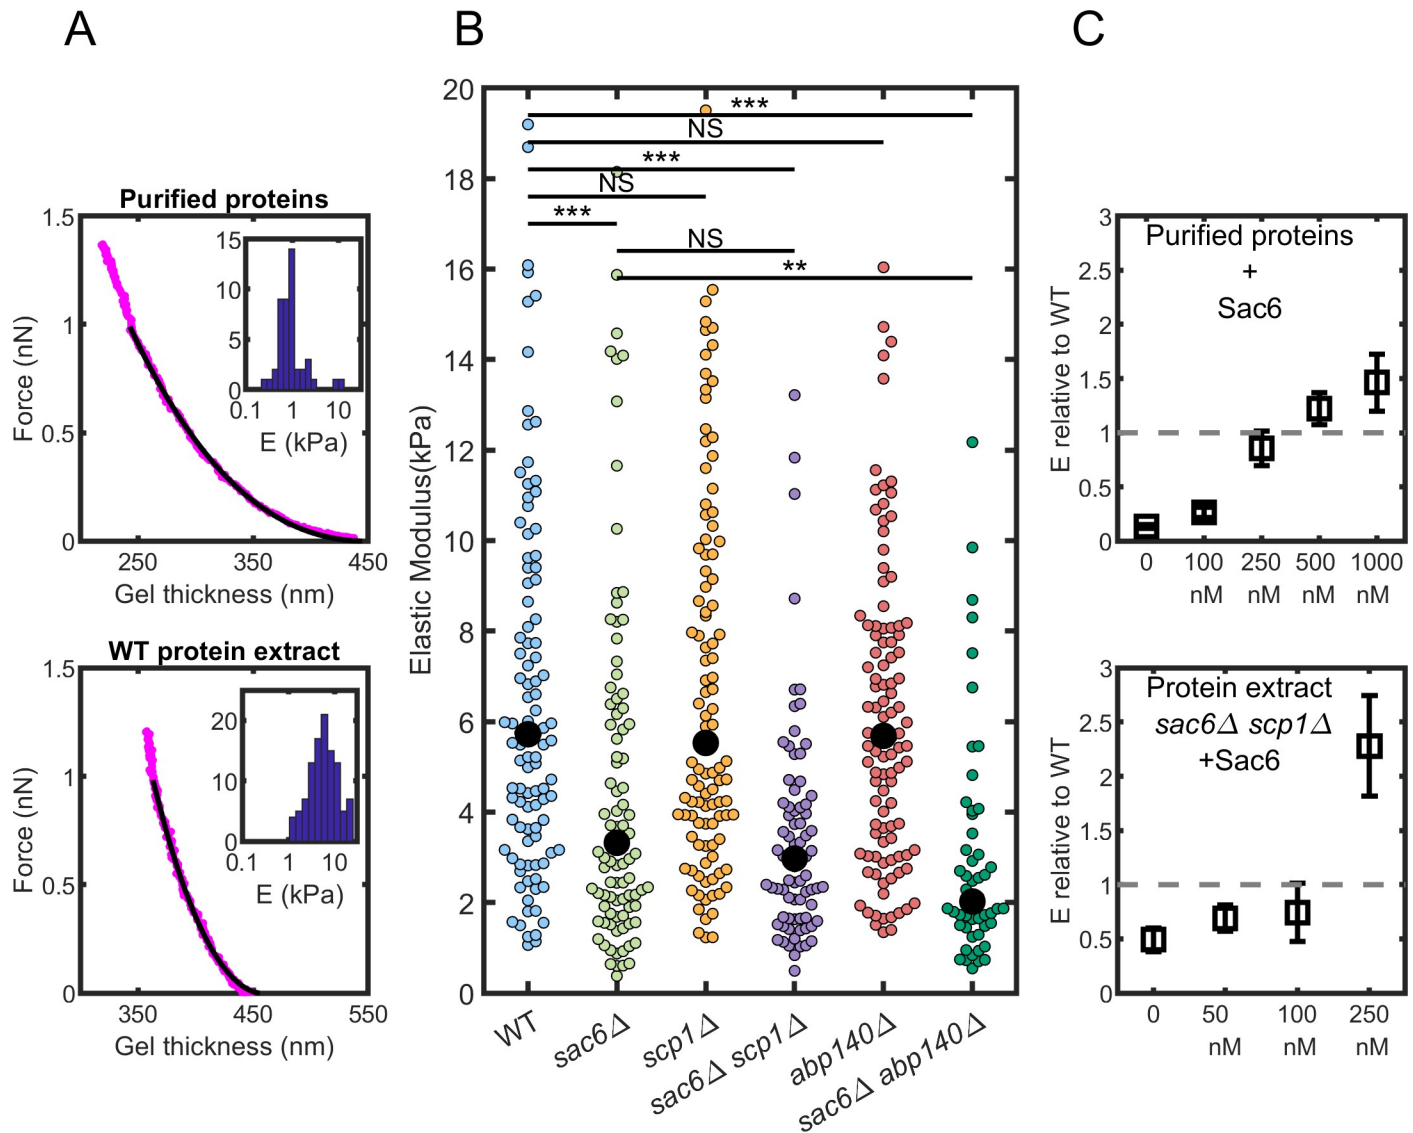 A
Purified proteins
Force (nN)
1.5
1
0.5
0
250
350
450
Gel thickness (nm)
15
10
5
0
0.1
1
10
E (kPa)
WT protein extract
Force (nN)
1.5
1
0.5
0
350
450
550
Gel thickness (nm)
20
10
0
0.1
1
10
E (kPa)
B
Elastic Modulus(kPa)
20
18
16
14
12
10
8
6
4
2
0
***
NS
***
NS
***
NS
**
WT
sac6Δ
scp1Δ
sac6Δ scp1Δ
abp140Δ
sac6Δ abp140Δ
C
E relative to WT
3
2.5
2
1.5
1
0.5
0
Purified proteins
+
Sac6
0
100
250
500
1000
nM
nM
nM
nM
E relative to WT
3
2.5
2
1.5
1
0.5
0
Protein extract
sac6Δ scp1Δ
+Sac6
0
50
100
250
nM
nM
nM